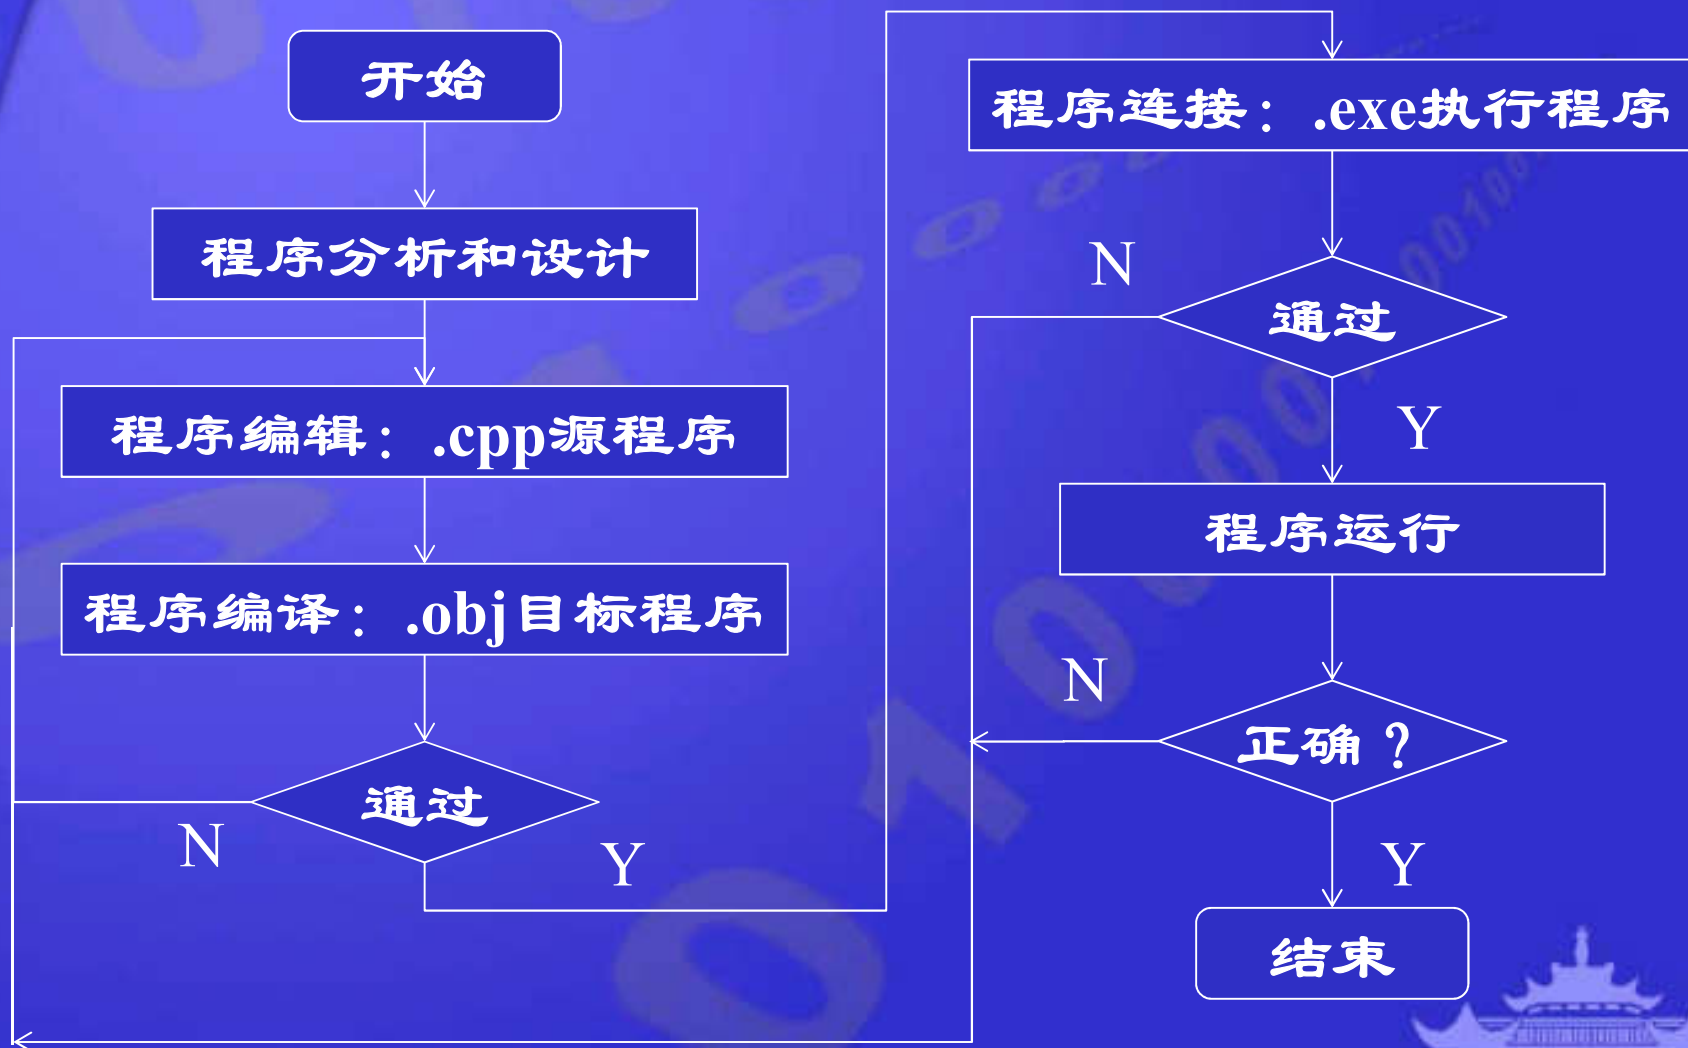 开始
程序分析和设计
程序编辑：.cpp源程序
程序编译：.obj目标程序
通过
N
Y
程序连接：.exe执行程序
N
通过
Y
程序运行
N
正确？
Y
结束